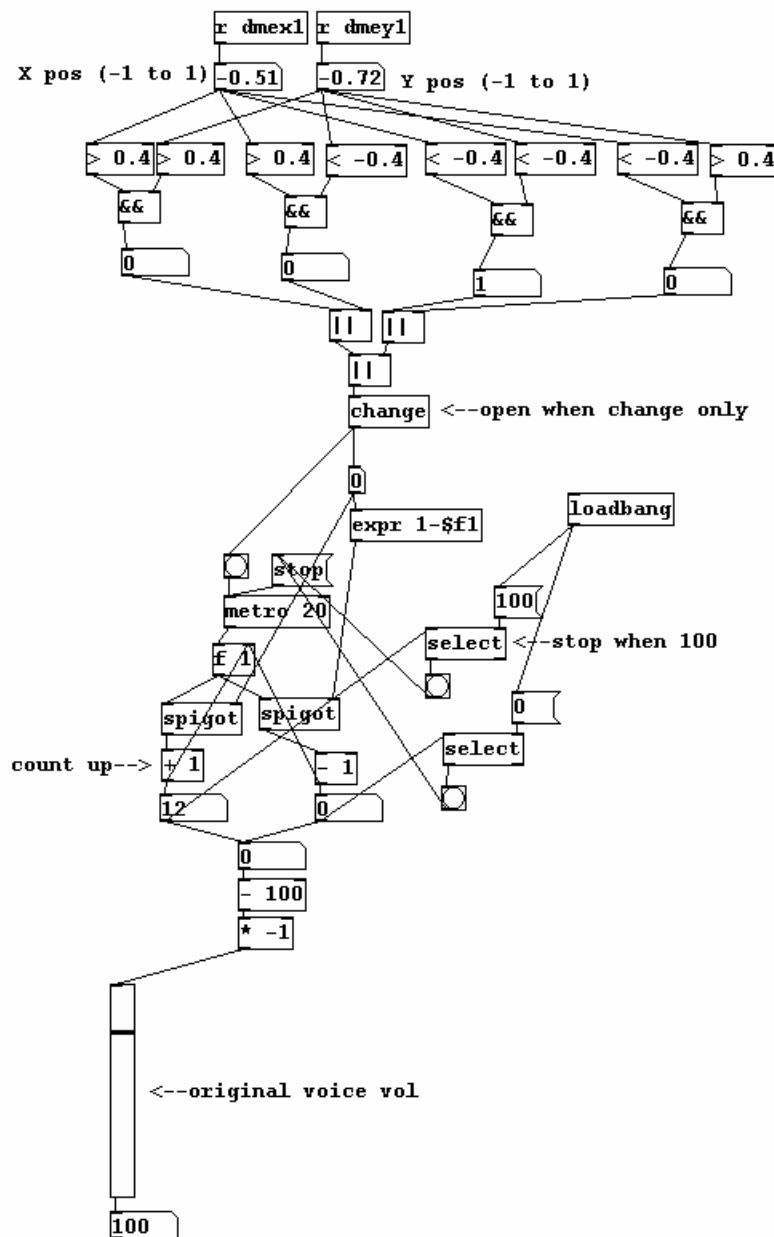 r dmex1 r dmey1
X pos (-1 to 1) -0.51 -0.72 Y pos (-1 to 1)
> 0.4 > 0.4 > 0.4 < -0.4 < -0.4 < -0.4 < -0.4 > 0.4
&& && && &&
0 0 1 0
|| ||
||
change <--open when change only
0
loadbang
expr 1-$f1
stop
100
metro 20
select <--stop when 100
f 1
0
spigot spigot
select
count up--> + 1 - 1
12 0
0
- 100
* -1
<--original voice vol
100